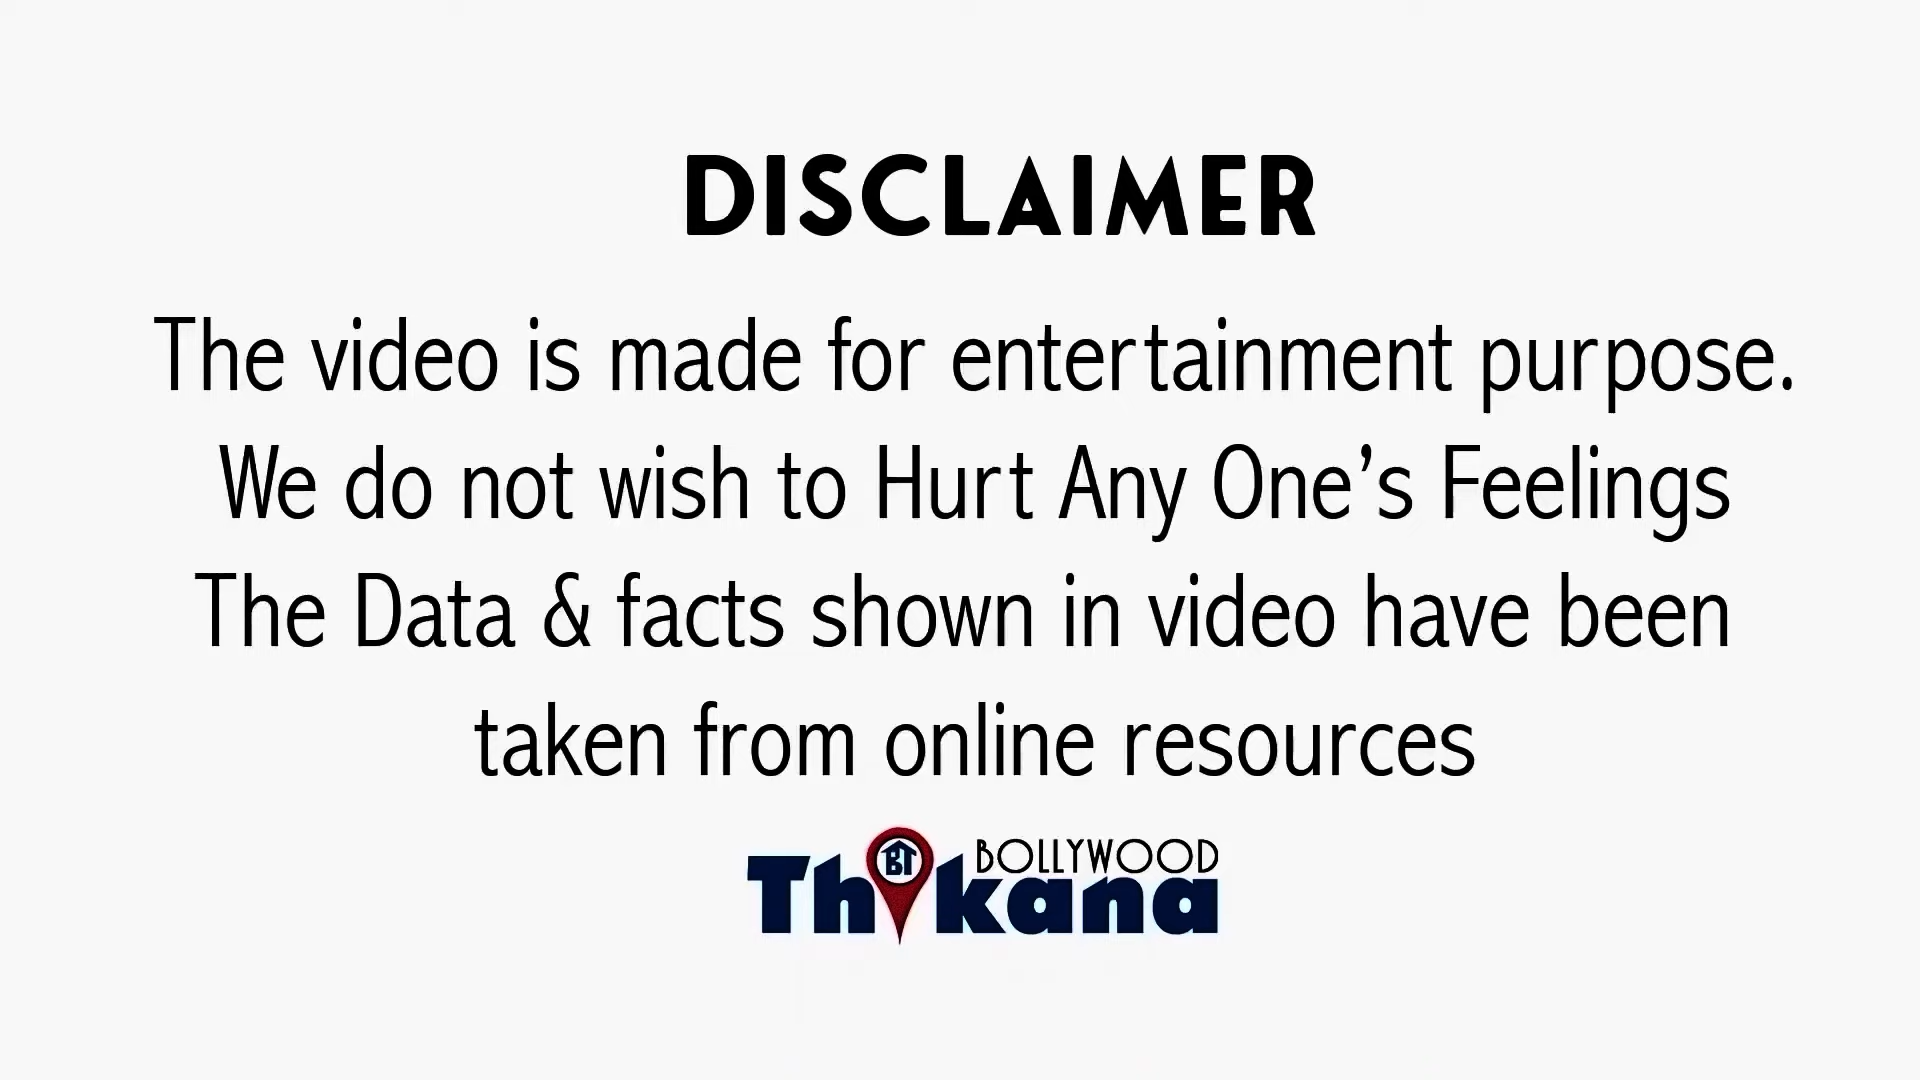 DISCLAIMER
The video is made for entertainment purpose.
We do not wish to Hurt Any One’s Feelings
The Data & facts shown in video have been
taken from online resources
BT
BOLLYWOOD
Thikana